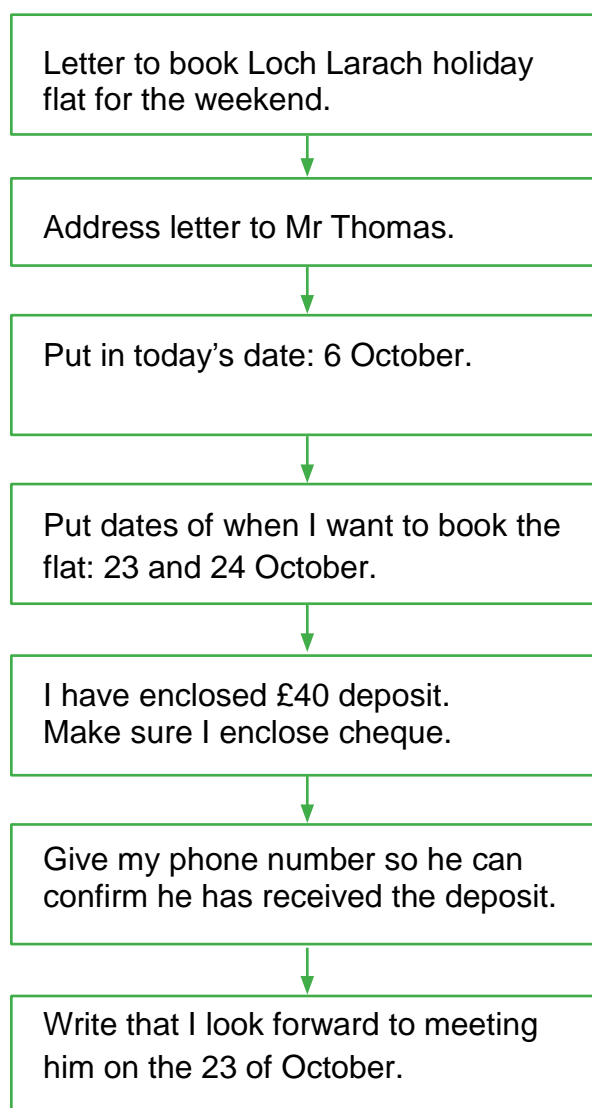 Letter to book Loch Larach holiday
flat for the weekend.
Address letter to Mr Thomas.
Put in today’s date: 6 October.
Put dates of when I want to book the
flat: 23 and 24 October.
I have enclosed £40 deposit.
Make sure I enclose cheque.
Give my phone number so he can
confirm he has received the deposit.
Write that I look forward to meeting
him on the 23 of October.